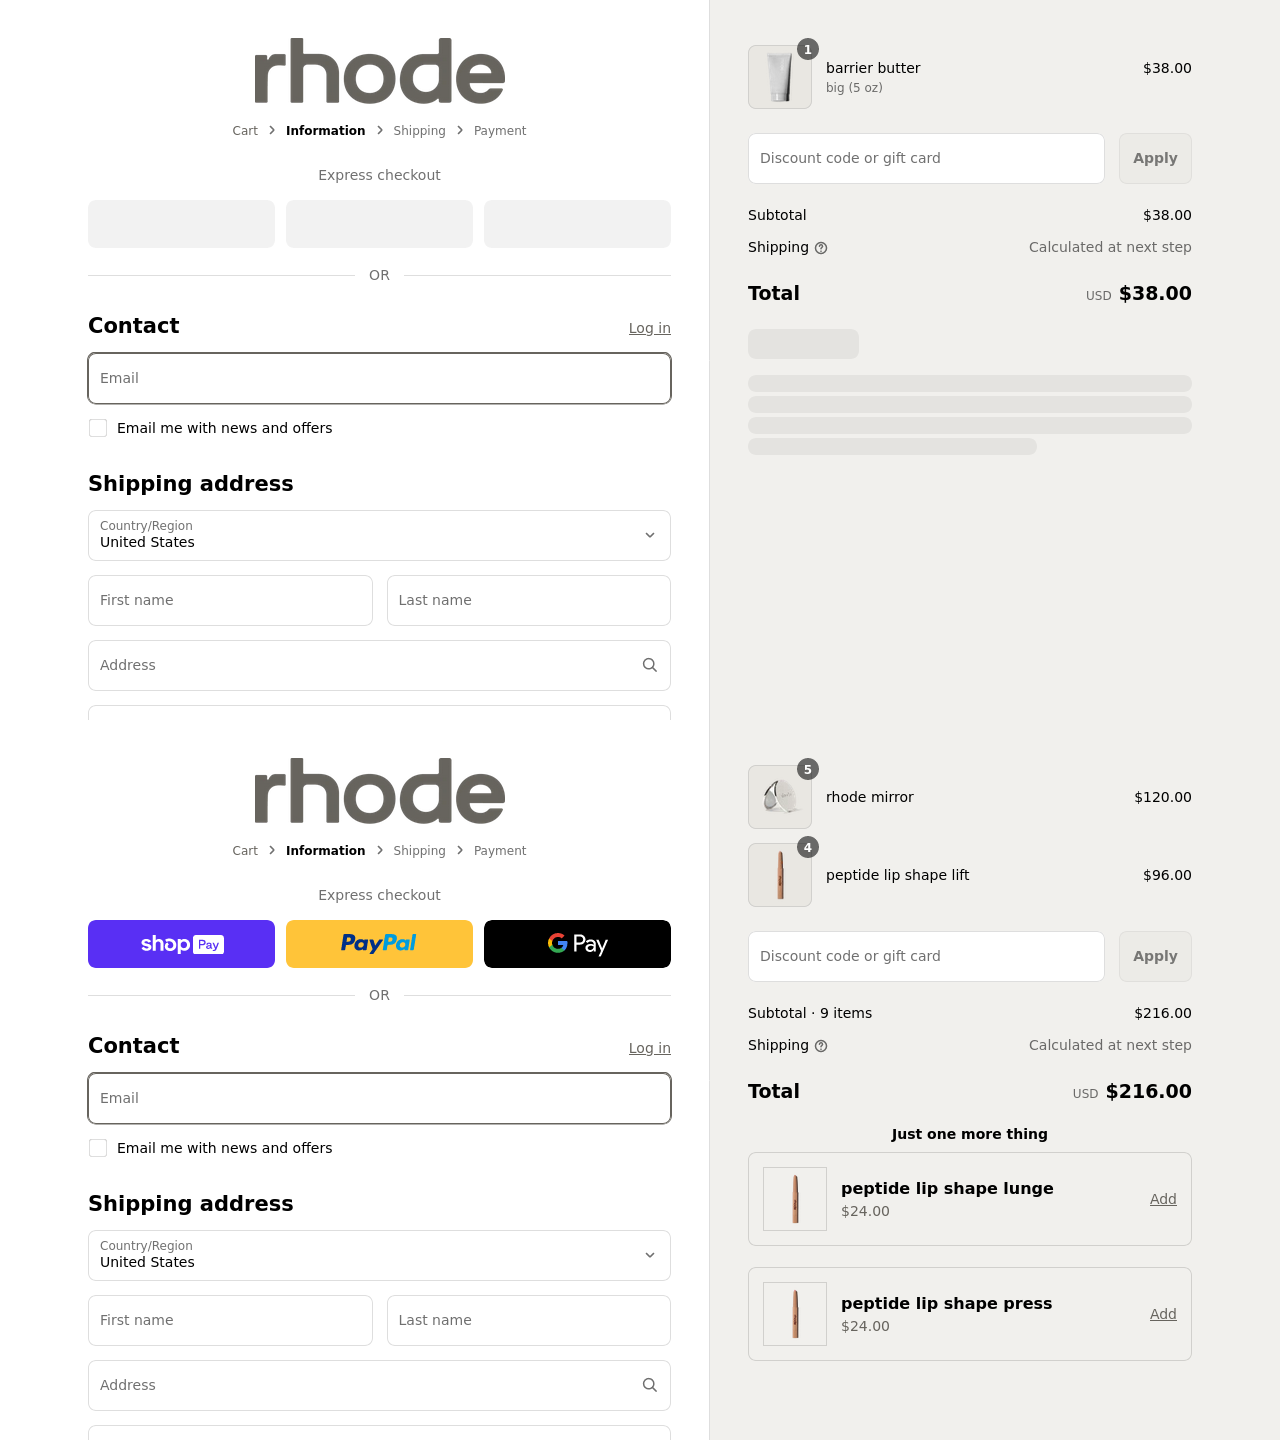 rhode
Cart > Information > Shipping > Payment
Express checkout
OR
Contact Log in
Email
Email me with news and offers
Shipping address
Country/Region
United States
First name Last name
Address
1
barrier butter $38.00
big (5 oz)
Discount code or gift card Apply
Subtotal $38.00
Shipping Calculated at next step
Total USD $38.00
rhode
Cart > Information > Shipping > Payment
Express checkout
shop Pay PayPal G Pay
OR
Contact Log in
Email
Email me with news and offers
Shipping address
Country/Region
United States
First name Last name
Address
5
rhode mirror $120.00
4
peptide lip shape lift $96.00
Discount code or gift card Apply
Subtotal · 9 items $216.00
Shipping Calculated at next step
Total USD $216.00
Just one more thing
peptide lip shape lunge
$24.00 Add
peptide lip shape press
$24.00 Add